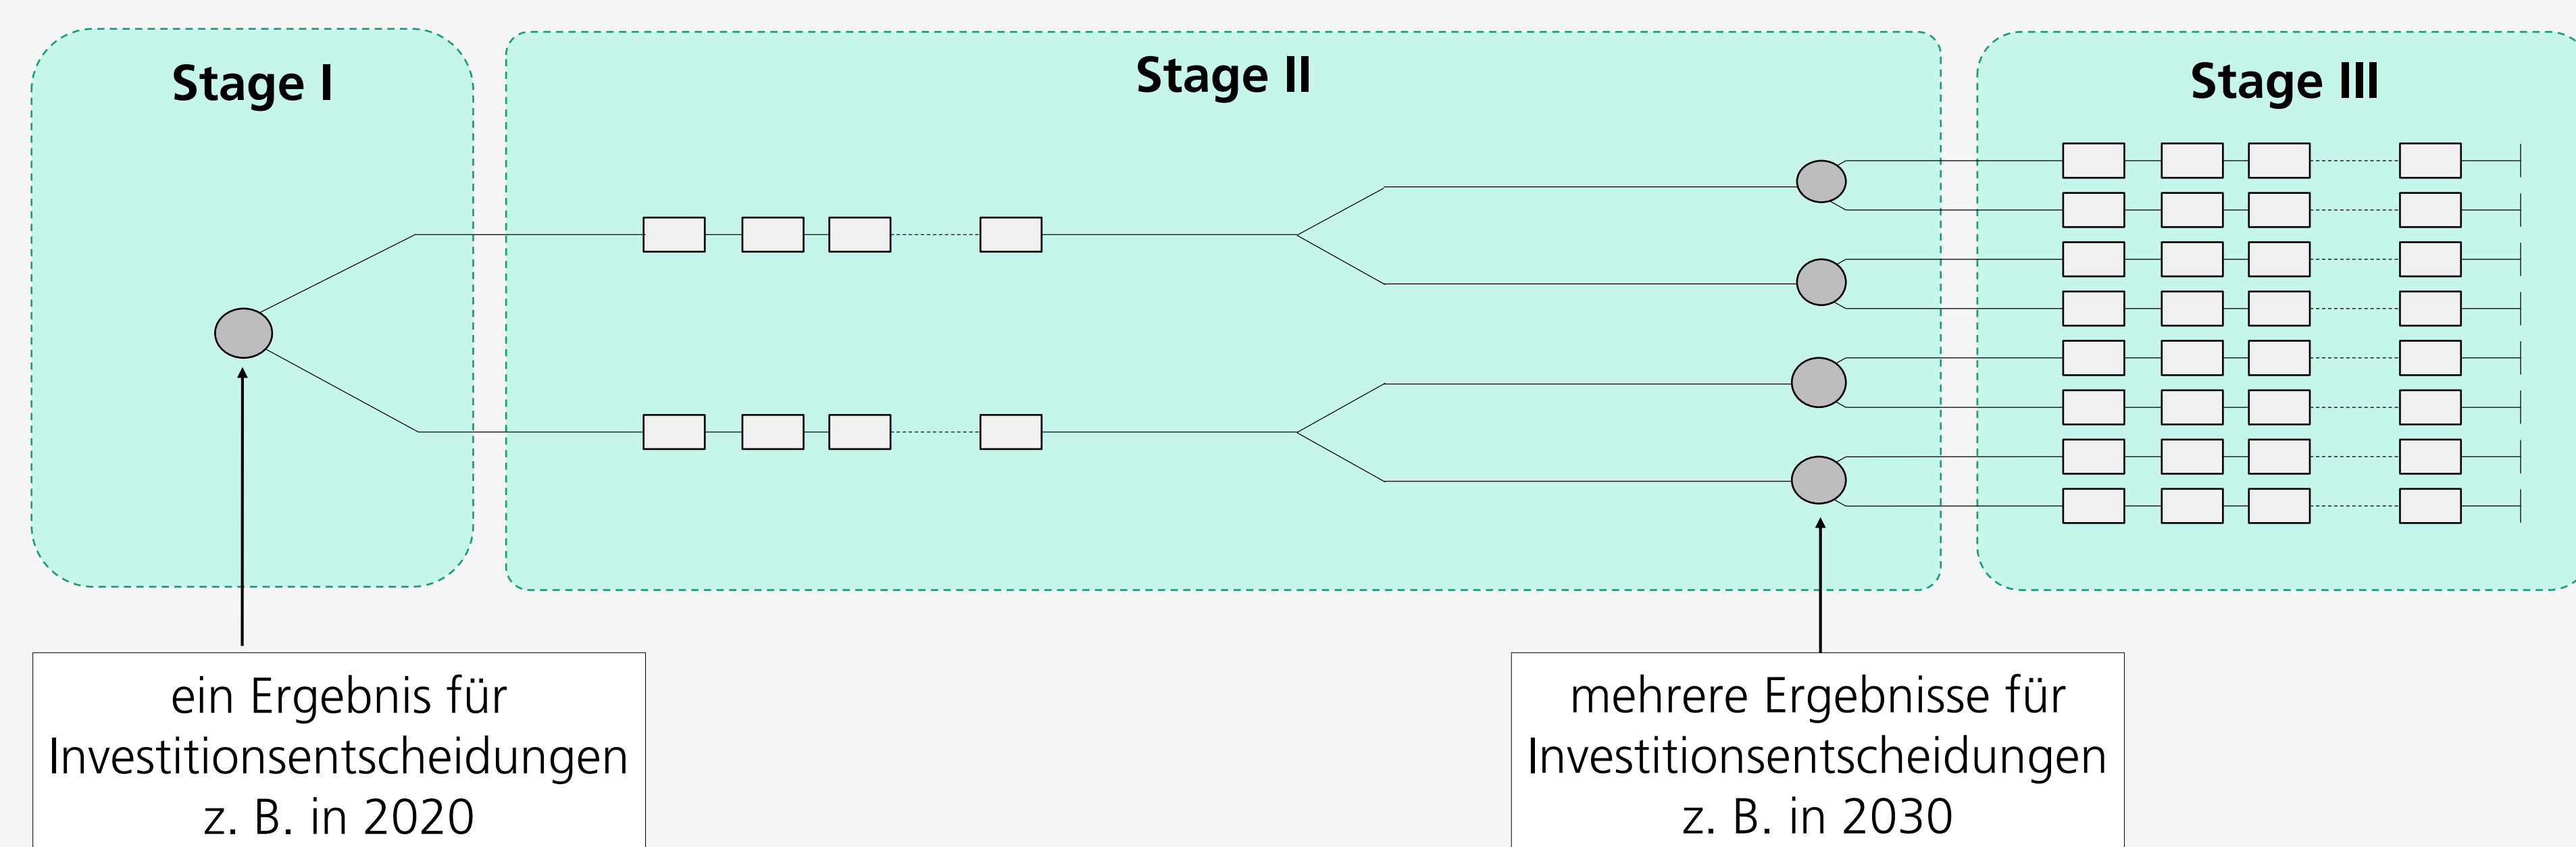 Stage I
Stage II
Stage III
ein Ergebnis für
Investitionsentscheidungen
z. B. in 2020
mehrere Ergebnisse für
Investitionsentscheidungen
z. B. in 2030